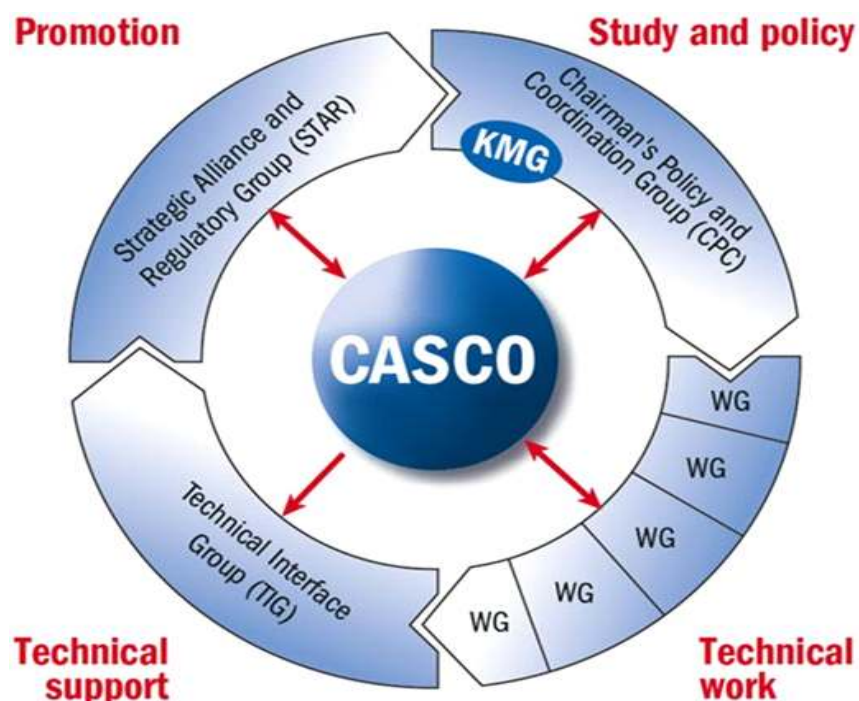 Promotion
Study and policy
Strategic Alliance and
Regulatory Group (STAR)
KMG
Chairman's Policy and
Coordination Group (CPC)
CASCO
WG
WG
WG
WG
WG
Technical Interface
Group (TIG)
Technical
support
Technical
work